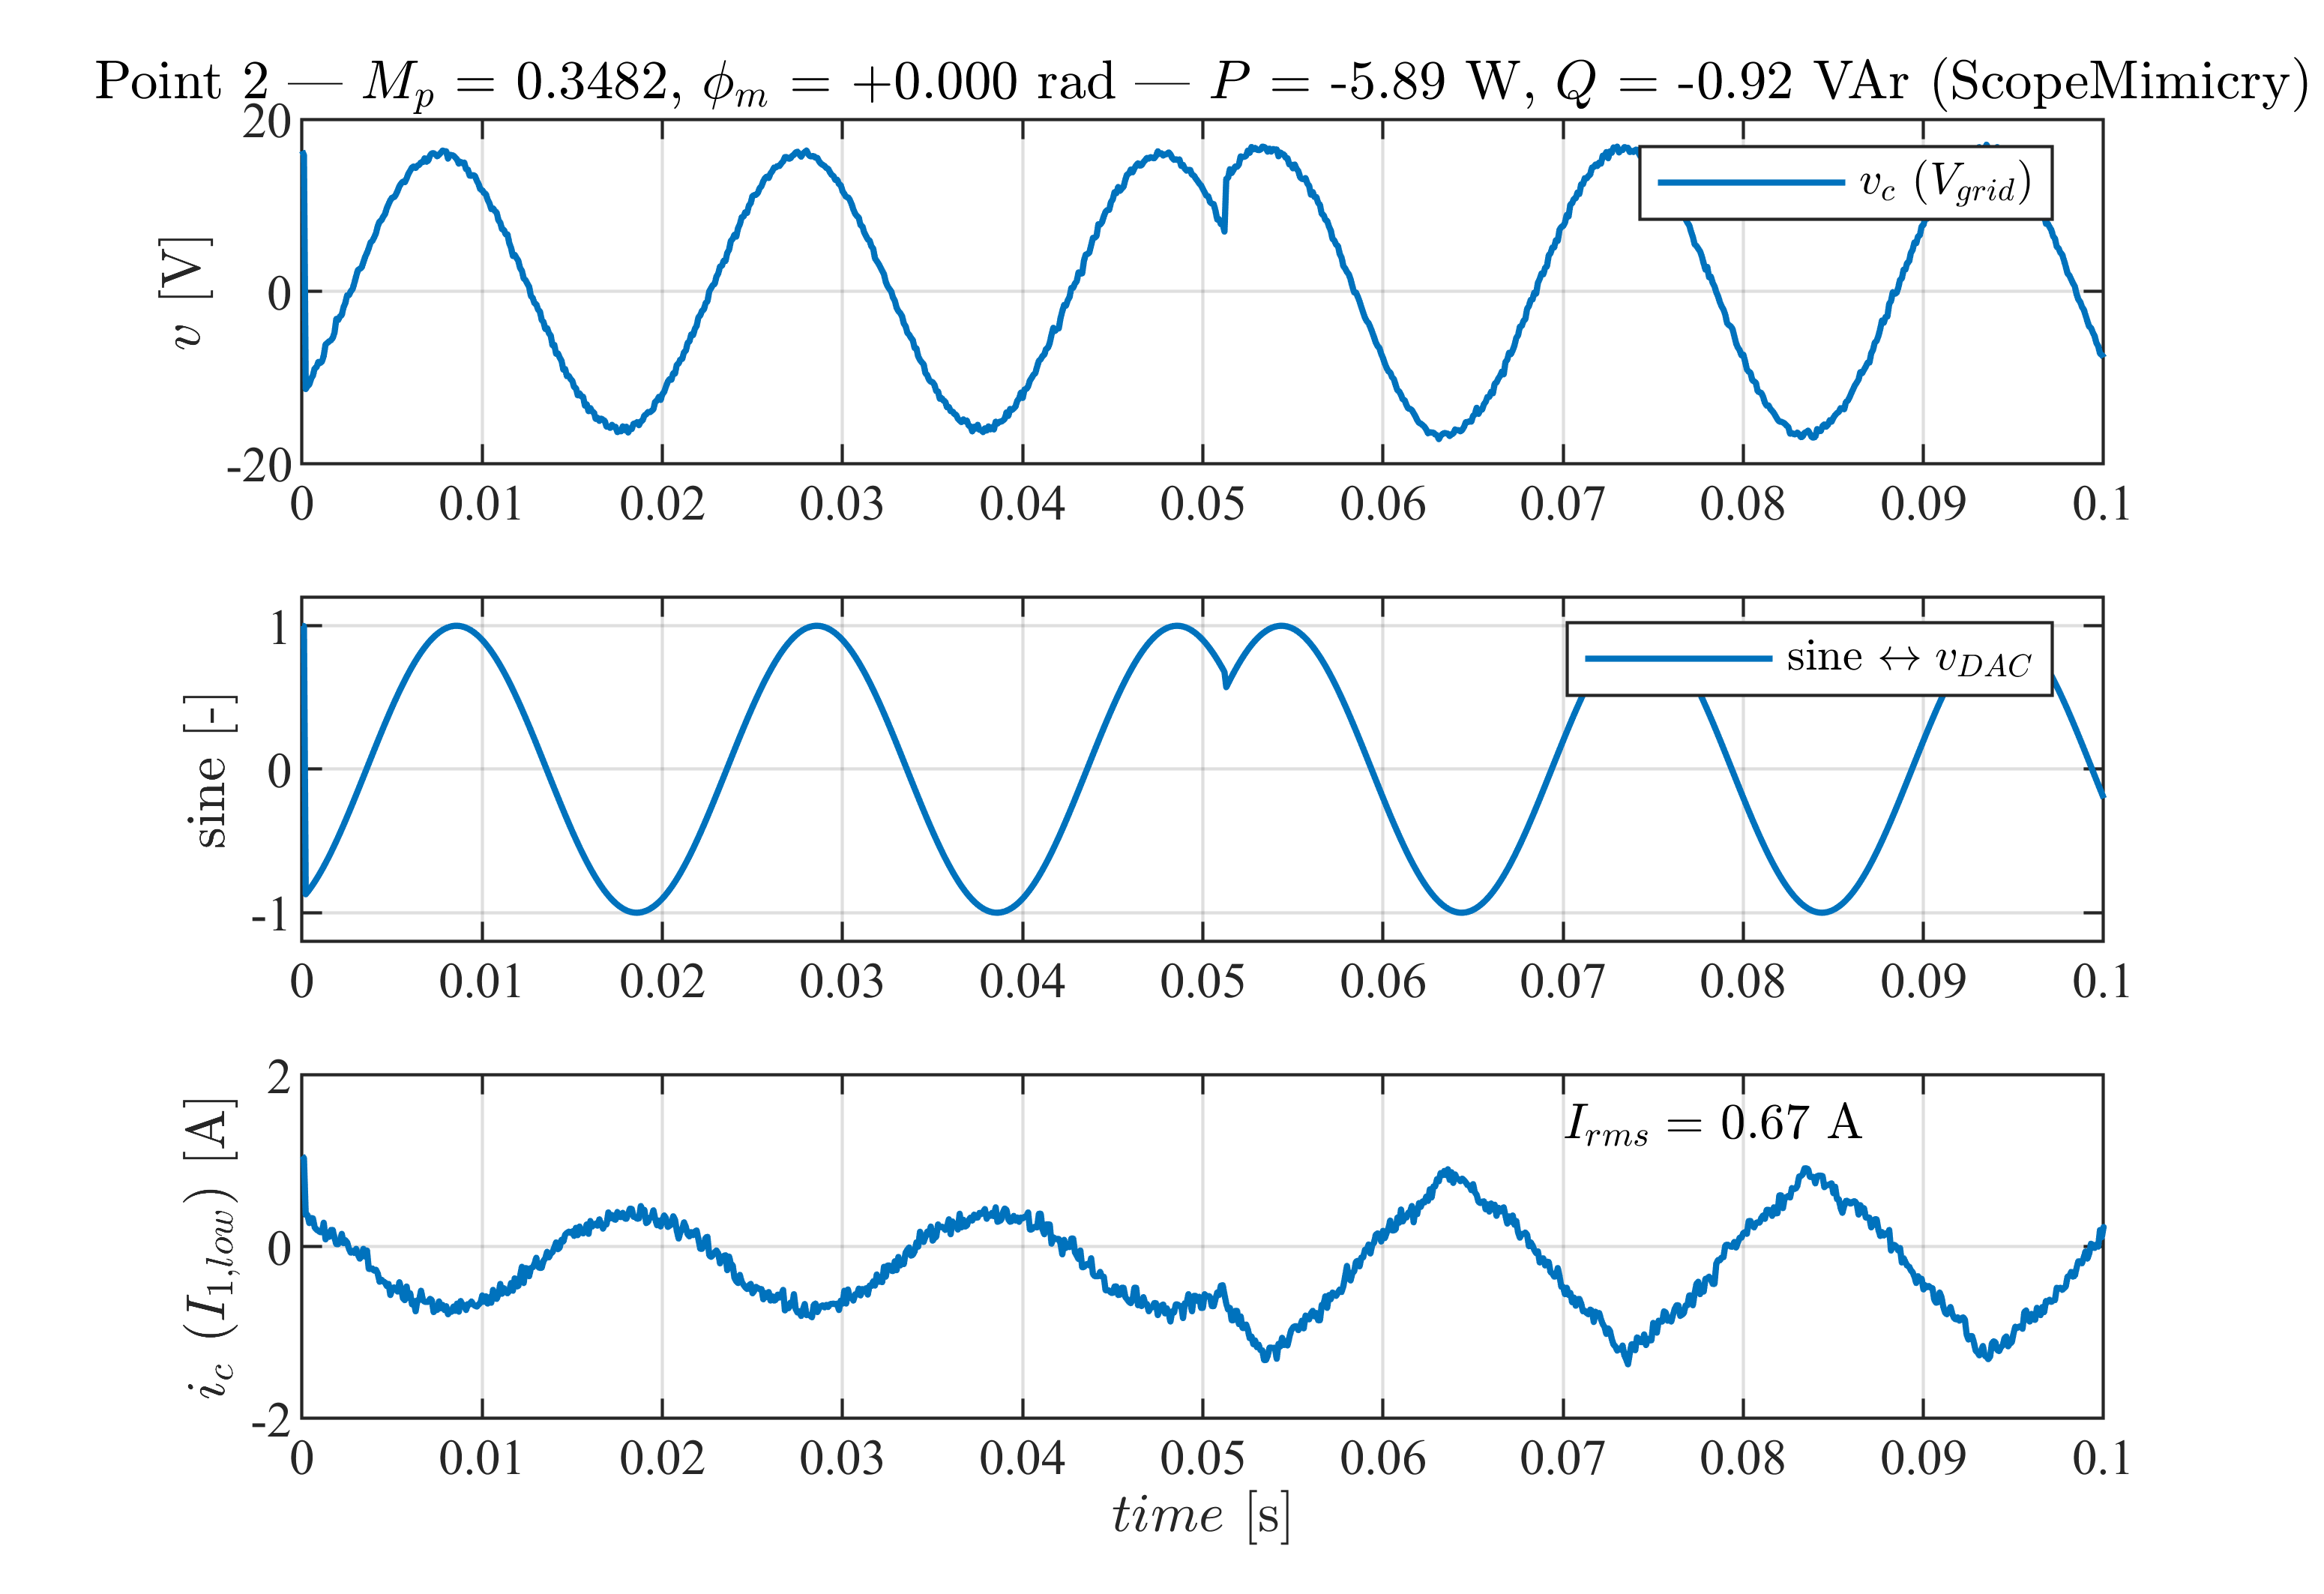 Point 2 — M_p = 0.3482, ϕ_m = +0.000 rad — P = -5.89 W, Q = -0.92 VAr (ScopeMimicry)
20
0
-20
v [V]
v_c (V_grid)
0 0.01 0.02 0.03 0.04 0.05 0.06 0.07 0.08 0.09 0.1
1
0
-1
sine [-]
sine ↔ v_DAC
0 0.01 0.02 0.03 0.04 0.05 0.06 0.07 0.08 0.09 0.1
2
0
-2
i_c (I_1,low) [A]
I_rms = 0.67 A
0 0.01 0.02 0.03 0.04 0.05 0.06 0.07 0.08 0.09 0.1
time [s]